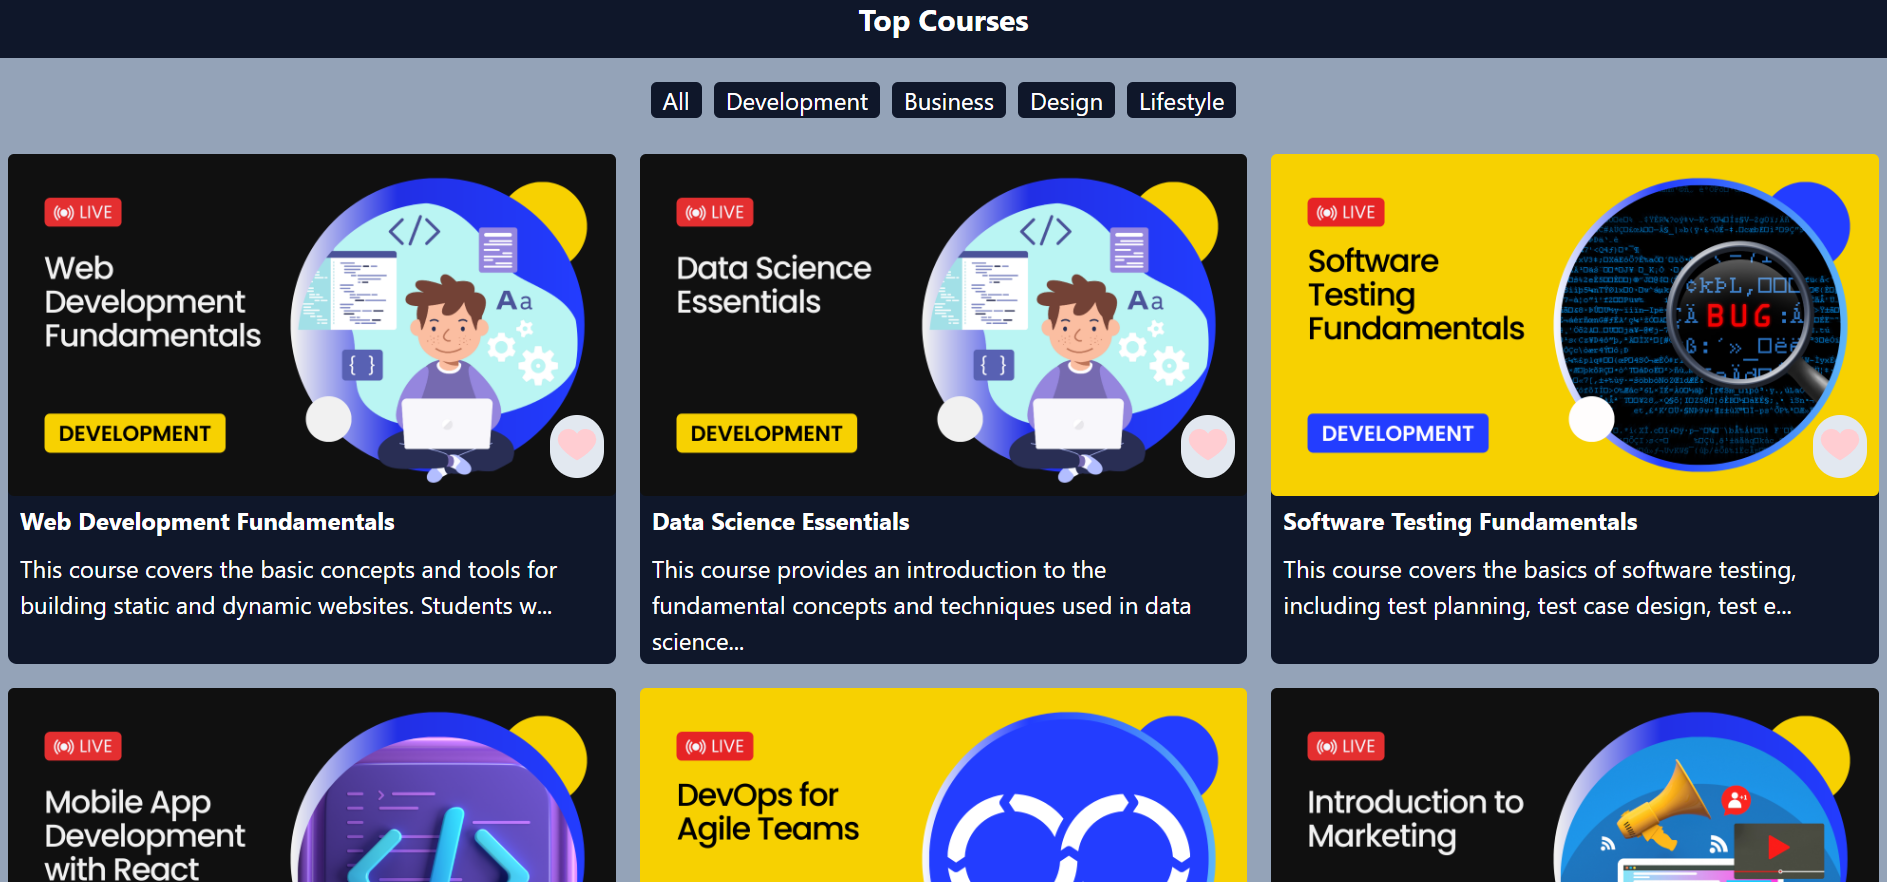 Top Courses
All Development Business Design Lifestyle
LIVE
Web
Development
Fundamentals
</>
Aa
{ }
DEVELOPMENT
Web Development Fundamentals
This course covers the basic concepts and tools for
building static and dynamic websites. Students w...
LIVE
Data Science
Essentials
</>
Aa
{ }
DEVELOPMENT
Data Science Essentials
This course provides an introduction to the
fundamental concepts and techniques used in data
science...
LIVE
Software
Testing
Fundamentals
BUG
DEVELOPMENT
Software Testing Fundamentals
This course covers the basics of software testing,
including test planning, test case design, test e...
LIVE
Mobile App
Development
with React
LIVE
DevOps for
Agile Teams
LIVE
Introduction to
Marketing
+1